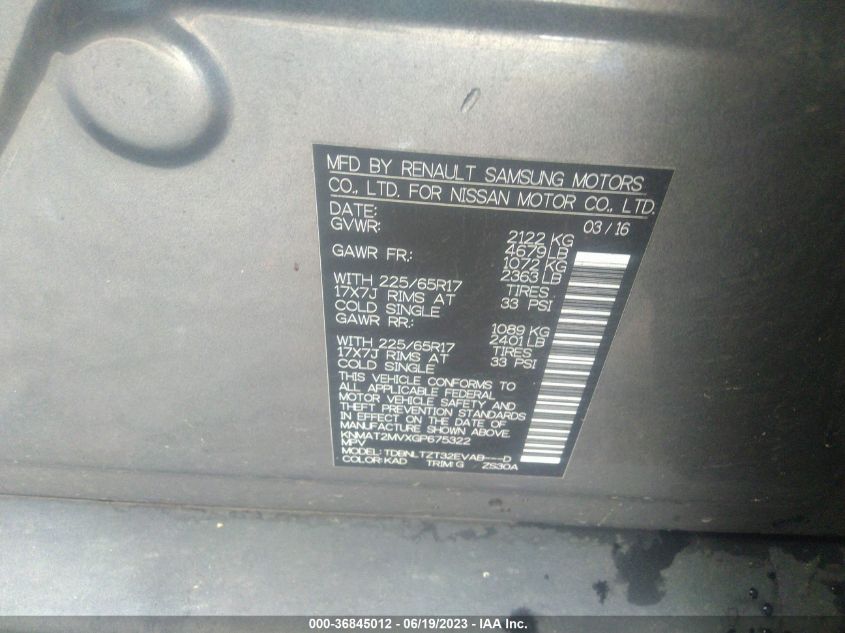 MFD BY RENAULT SAMSUNG MOTORS
CO., LTD. FOR NISSAN MOTOR CO., LTD.
DATE: 03/16
GVWR: 2122 KG
4679 LB
GAWR FR.: 1072 KG
2363 LB
WITH 225/65R17 TIRES
17X7J RIMS AT 33 PSI
COLD SINGLE
GAWR RR.: 1089 KG
2401 LB
WITH 225/65R17 TIRES
17X7J RIMS AT 33 PSI
COLD SINGLE
THIS VEHICLE CONFORMS TO
ALL APPLICABLE FEDERAL
MOTOR VEHICLE SAFETY AND
THEFT PREVENTION STANDARDS
IN EFFECT ON THE DATE OF
MANUFACTURE SHOWN ABOVE.
KNMAT2MVXGP675322
MPV
MODEL: TDBNLTZT32EVAB---D
COLOR: KAD TRIM: G ZS30A
000-36845012 - 06/19/2023 - IAA Inc.